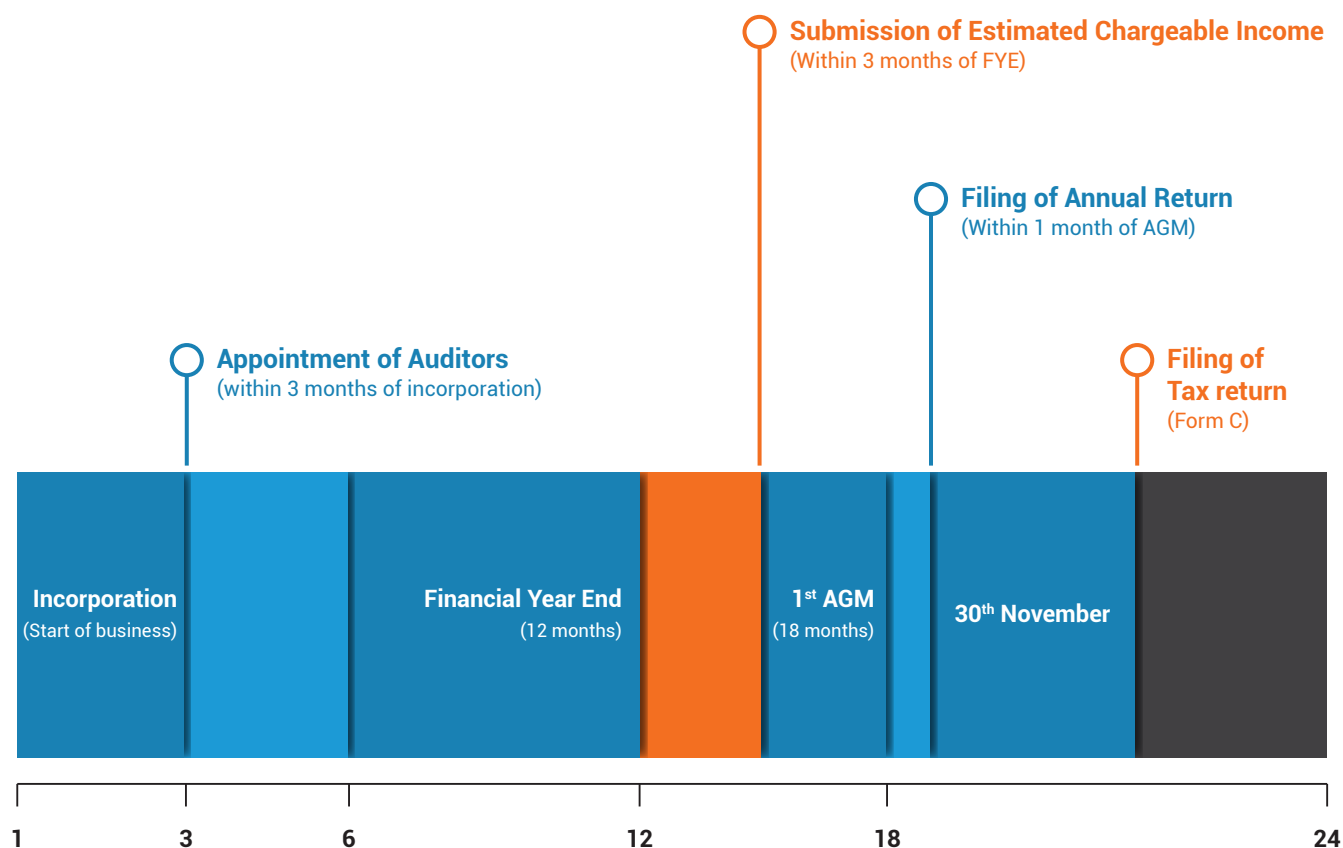 Submission of Estimated Chargeable Income
(Within 3 months of FYE)
Filing of Annual Return
(Within 1 month of AGM)
Appointment of Auditors
(within 3 months of incorporation)
Filing of
Tax return
(Form C)
Incorporation
(Start of business)
Financial Year End
(12 months)
1st AGM
(18 months)
30th November
1 3 6 12 18 24